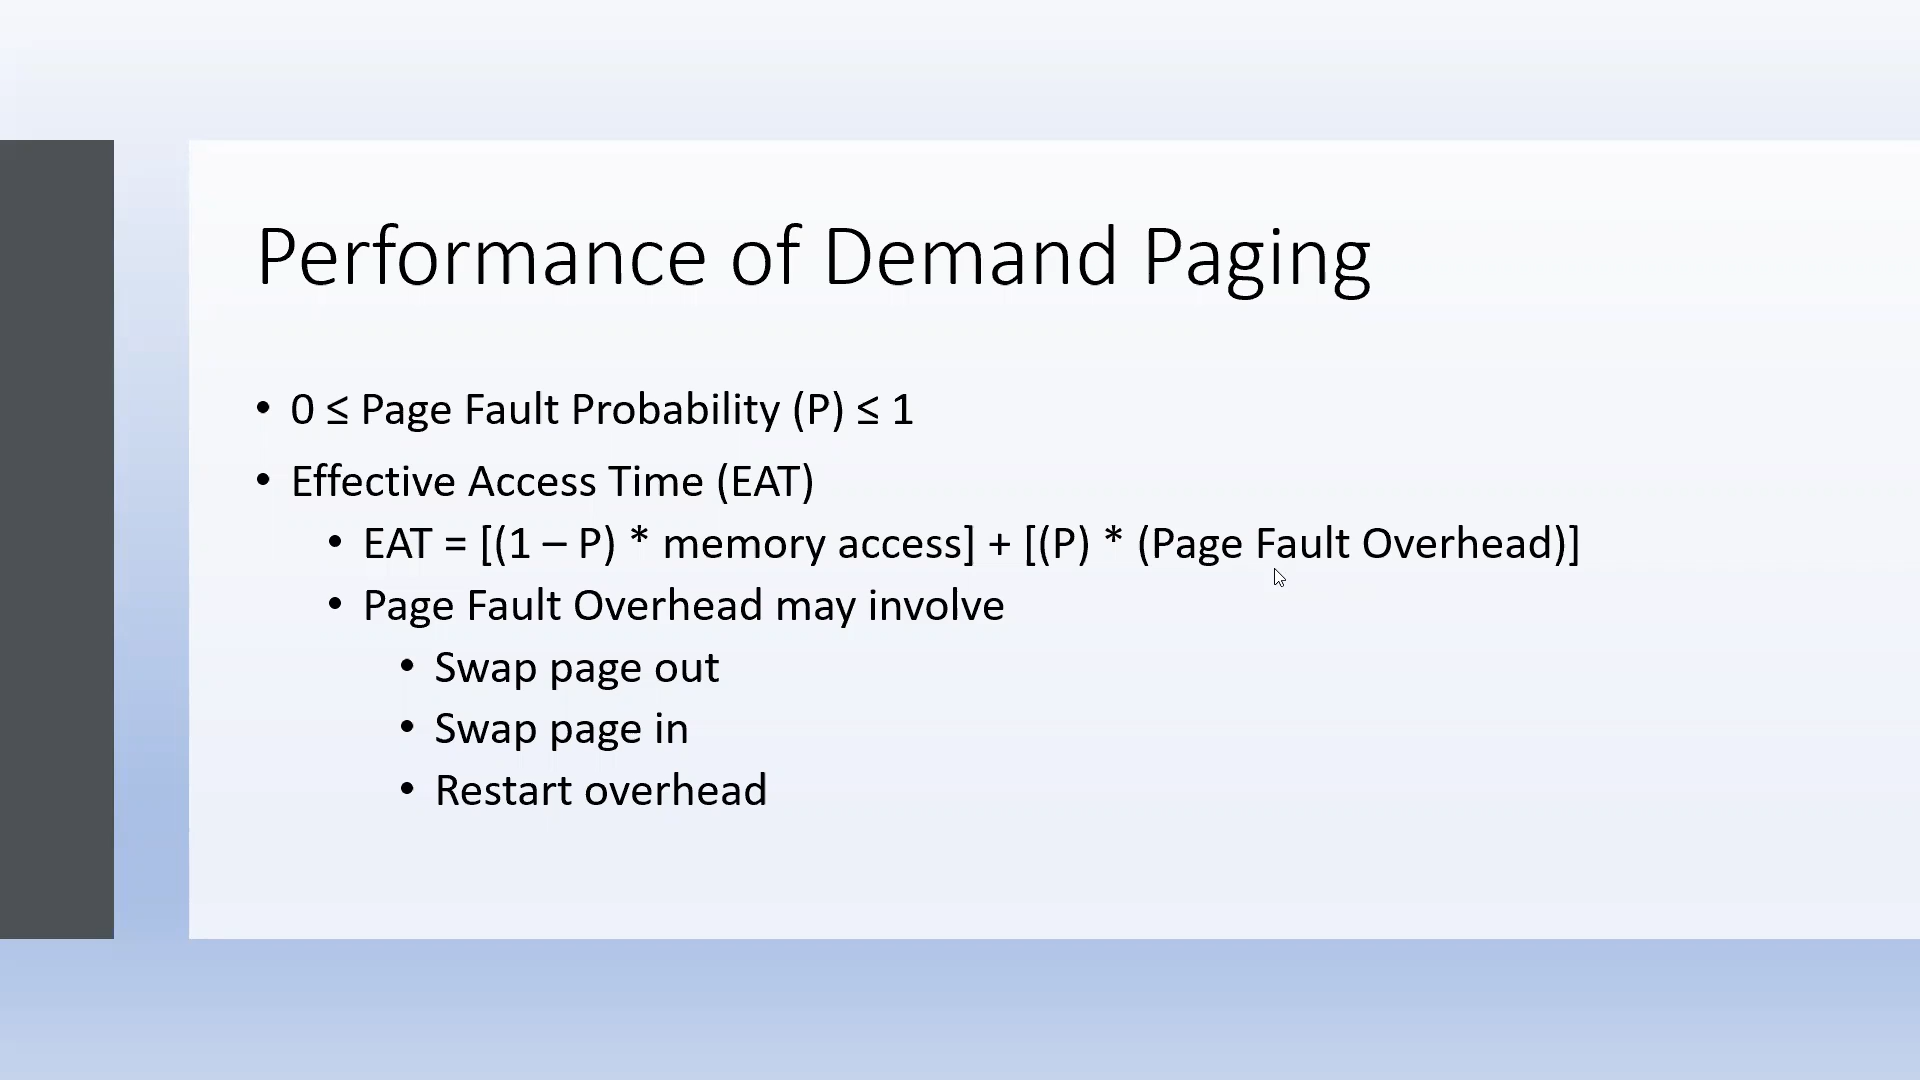 Performance of Demand Paging
• 0 ≤ Page Fault Probability (P) ≤ 1
• Effective Access Time (EAT)
• EAT = [(1 – P) * memory access] + [(P) * (Page Fault Overhead)]
• Page Fault Overhead may involve
• Swap page out
• Swap page in
• Restart overhead